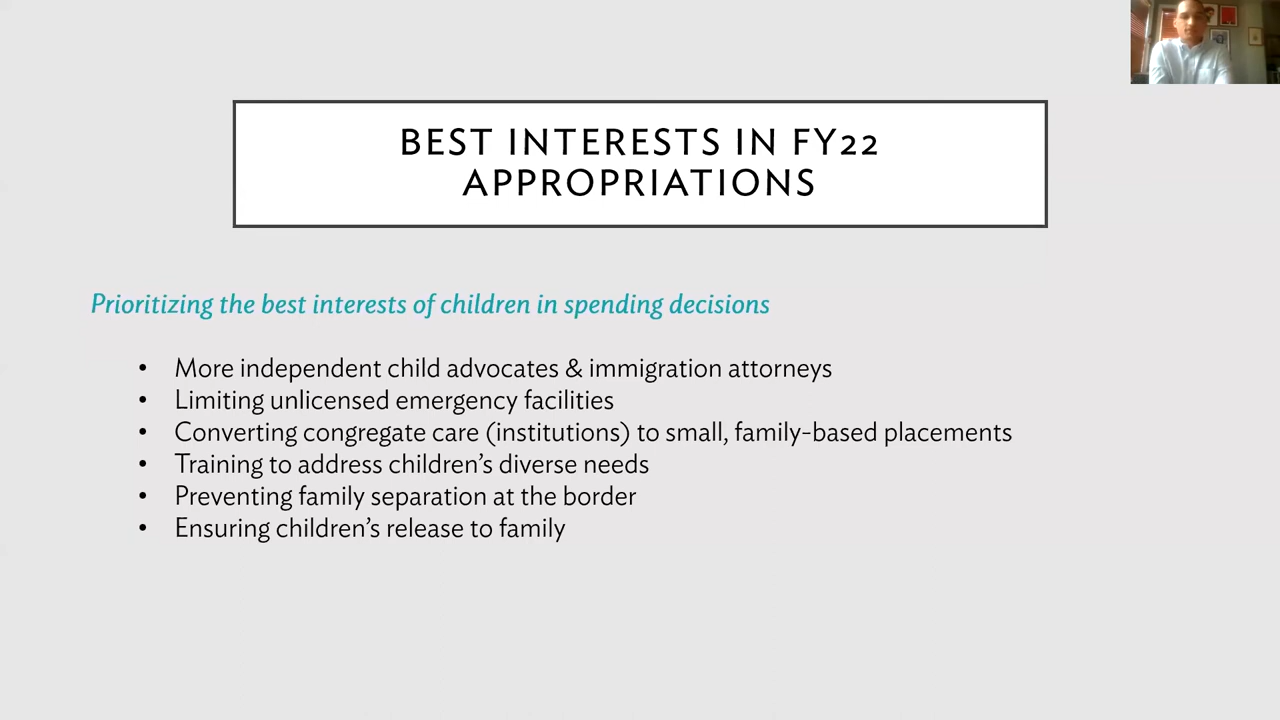 BEST INTERESTS IN FY22
APPROPRIATIONS
Prioritizing the best interests of children in spending decisions
• More independent child advocates & immigration attorneys
• Limiting unlicensed emergency facilities
• Converting congregate care (institutions) to small, family-based placements
• Training to address children’s diverse needs
• Preventing family separation at the border
• Ensuring children’s release to family